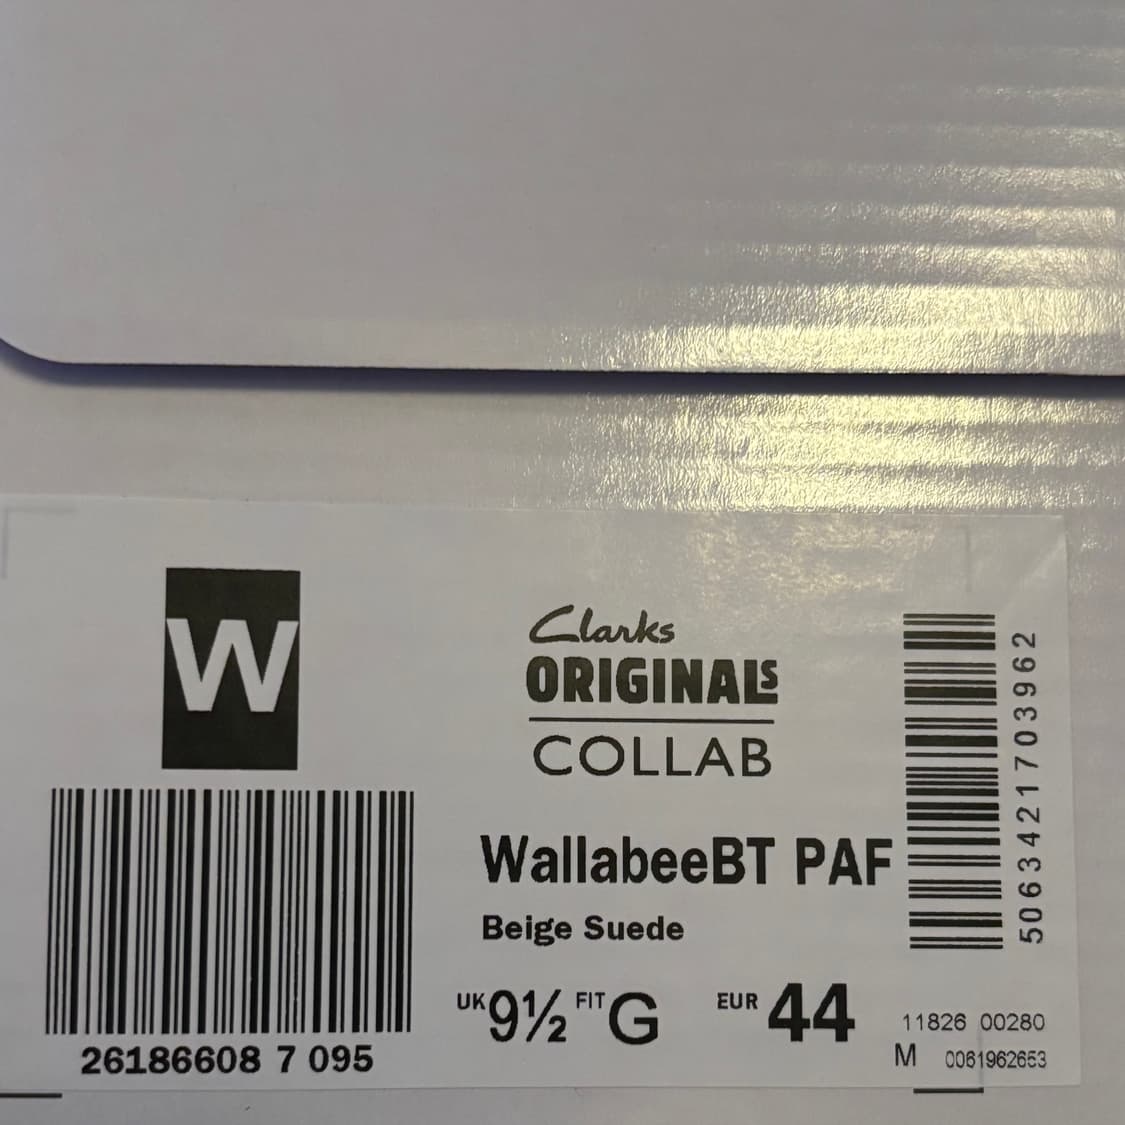 W
Clarks
ORIGINALS
COLLAB
WallabeeBT PAF
Beige Suede
UK 9½ FIT G EUR 44
26186608 7 095
5063421703962
11826 00280
M 0061962653